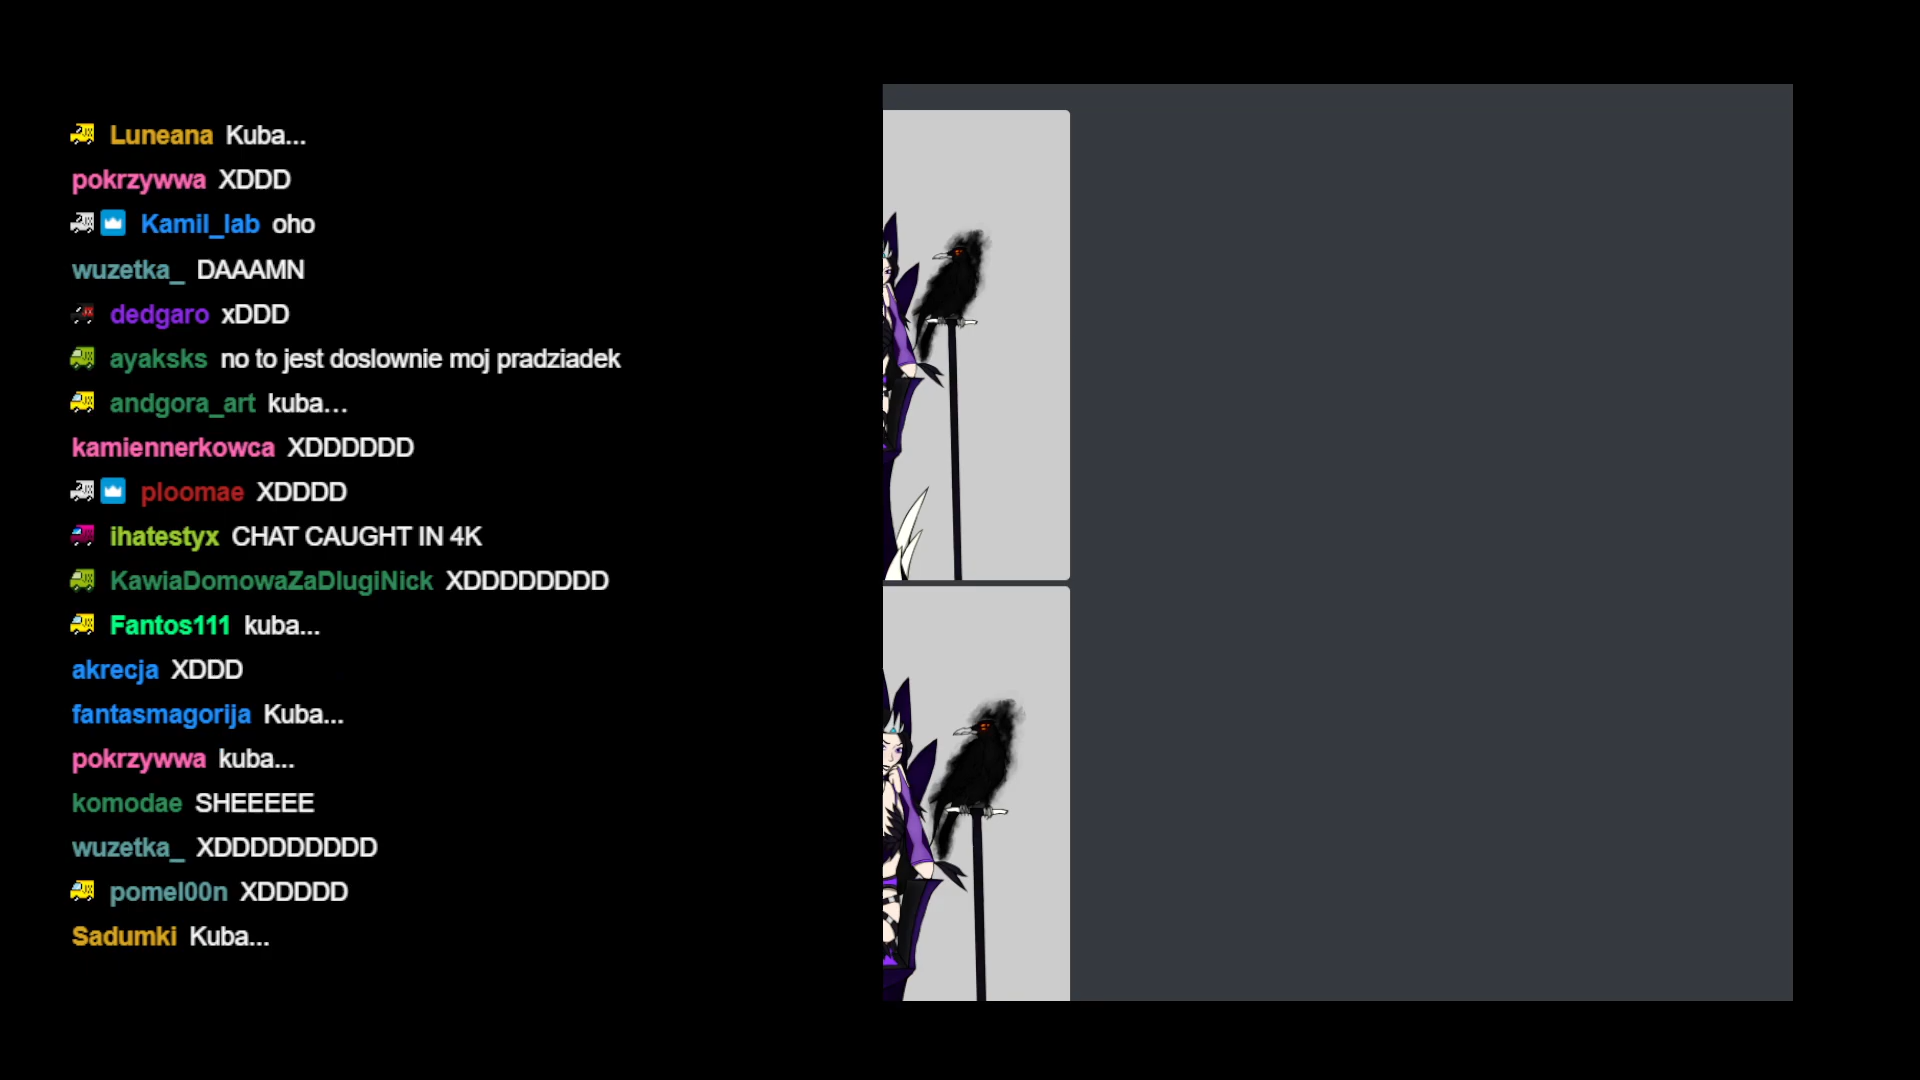 Luneana Kuba...
pokrzywwa XDDD
Kamil_lab oho
wuzetka_ DAAAMN
dedgaro xDDD
ayaksks no to jest doslownie moj pradziadek
andgora_art kuba...
kamiennerkowca XDDDDDD
ploomae XDDDD
ihatestyx CHAT CAUGHT IN 4K
KawiaDomowaZaDlugiNick XDDDDDDDD
Fantos111 kuba...
akrecja XDDD
fantasmagorija Kuba...
pokrzywwa kuba...
komodae SHEEEEE
wuzetka_ XDDDDDDDDD
pomel00n XDDDDD
Sadumki Kuba...